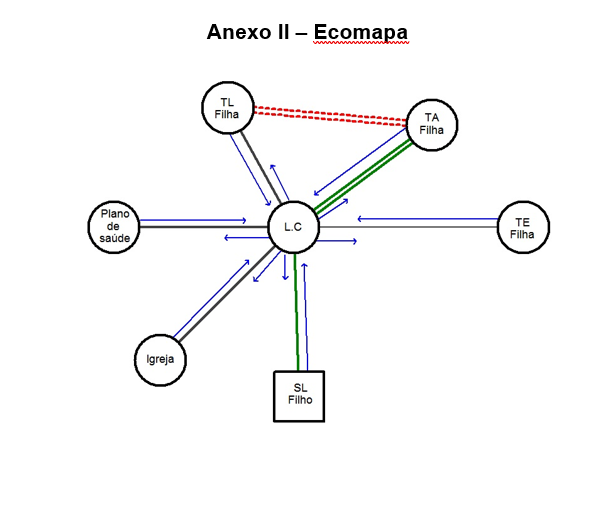 Anexo II – Ecomapa
TL
Filha
TA
Filha
Plano
de
saúde
L.C
TE
Filha
Igreja
SL
Filho